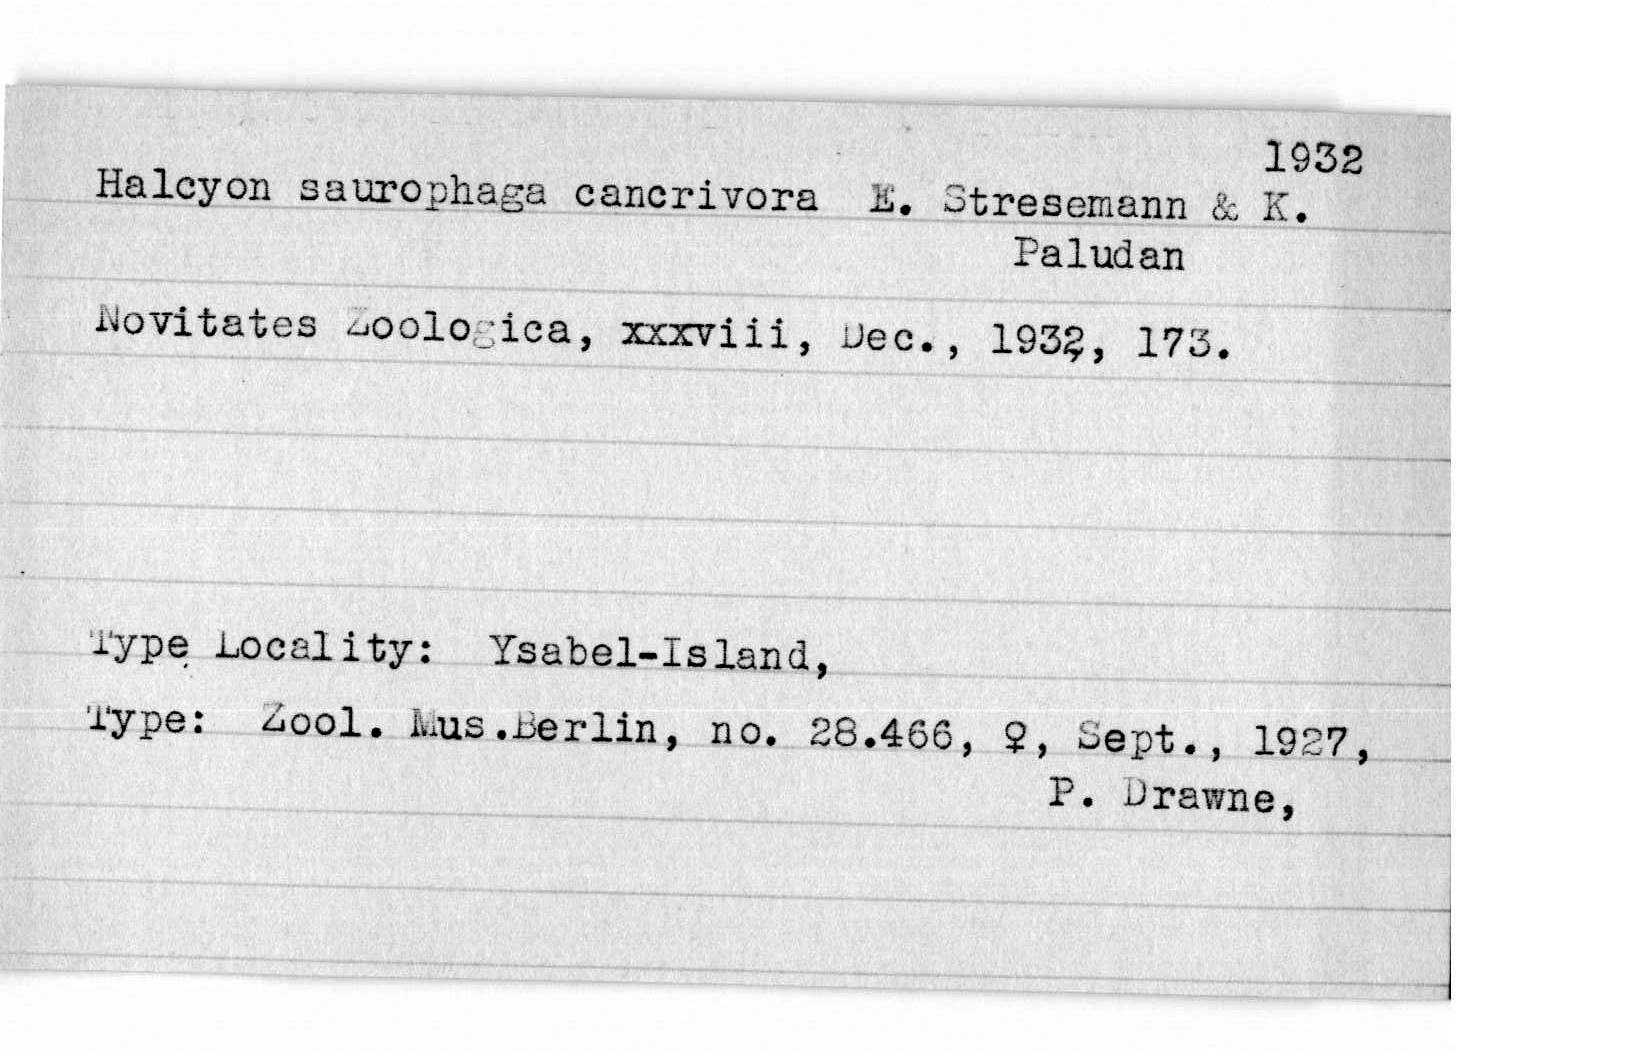 1932
Halcyon saurophaga cancrivora E. Stresemann & K.
Paludan
Novitates Zoologica, xxxviii, Dec., 1932, 173.
Type Locality: Ysabel-Island,
Type: Zool. Mus.Berlin, no. 28.466, ♀, Sept., 1927,
P. Drawne,